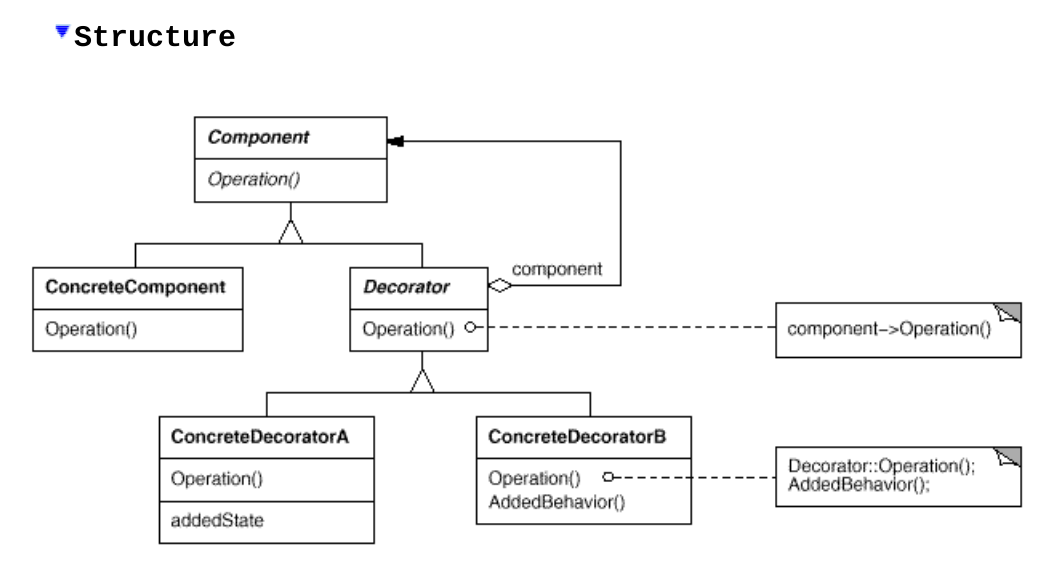 Structure
Component
Operation()
component
ConcreteComponent
Operation()
Decorator
Operation()
component->Operation()
ConcreteDecoratorA
Operation()
addedState
ConcreteDecoratorB
Operation()
AddedBehavior()
Decorator::Operation();
AddedBehavior();